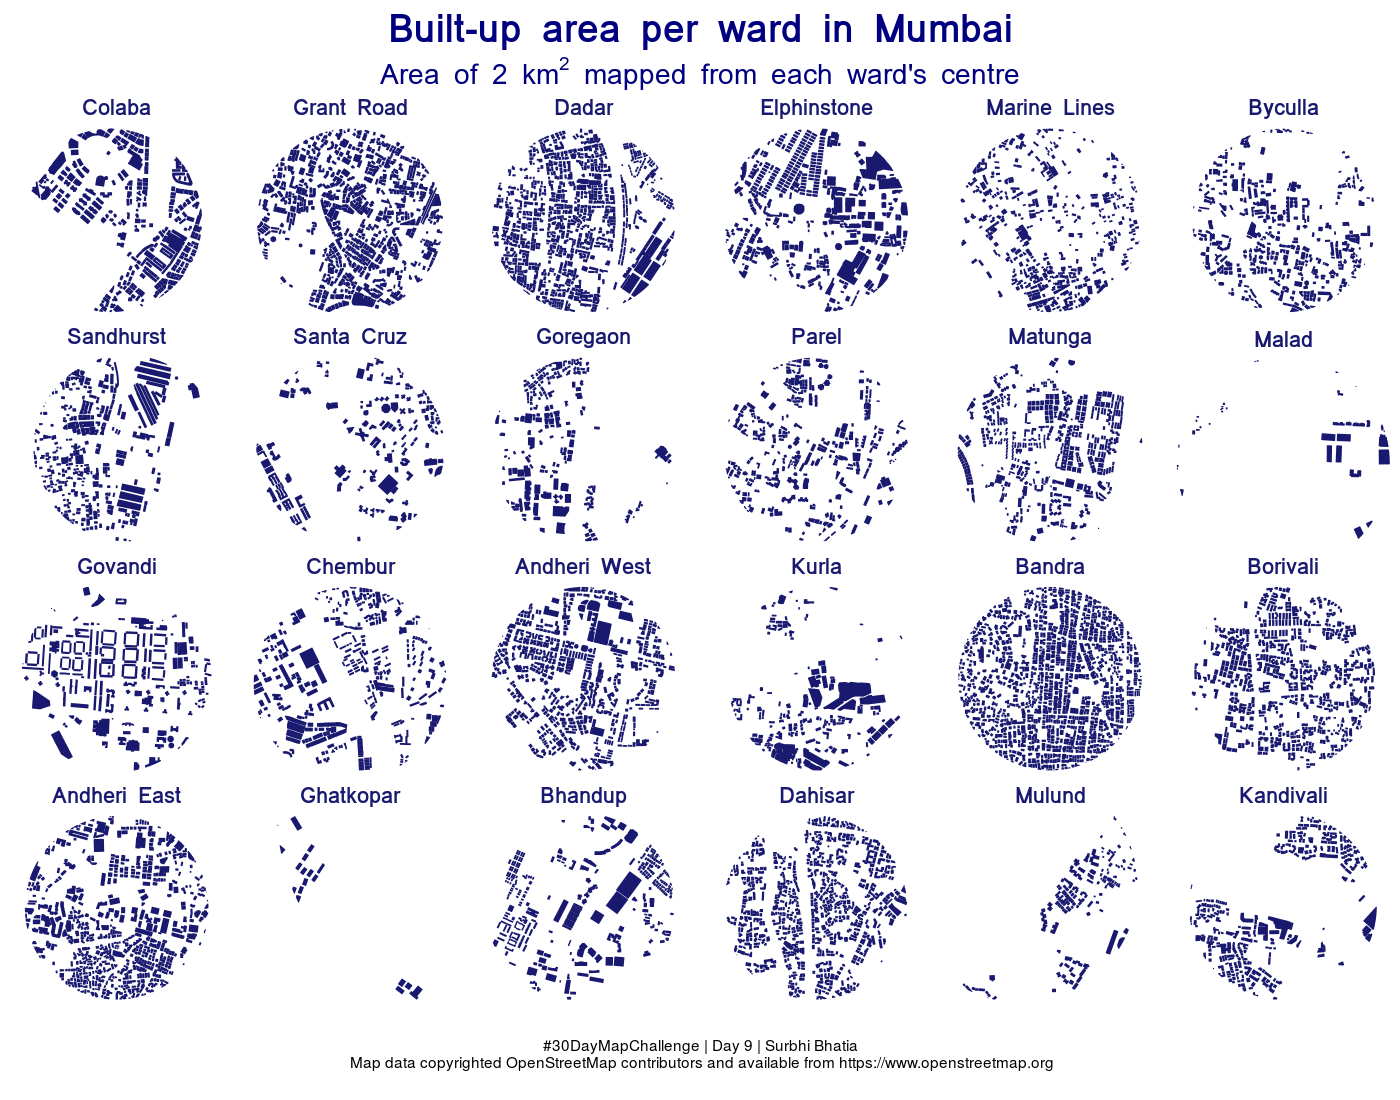 Built-up area per ward in Mumbai
Area of 2 km² mapped from each ward's centre
Colaba Grant Road Dadar Elphinstone Marine Lines Byculla
Sandhurst Santa Cruz Goregaon Parel Matunga Malad
Govandi Chembur Andheri West Kurla Bandra Borivali
Andheri East Ghatkopar Bhandup Dahisar Mulund Kandivali
#30DayMapChallenge | Day 9 | Surbhi Bhatia
Map data copyrighted OpenStreetMap contributors and available from https://www.openstreetmap.org